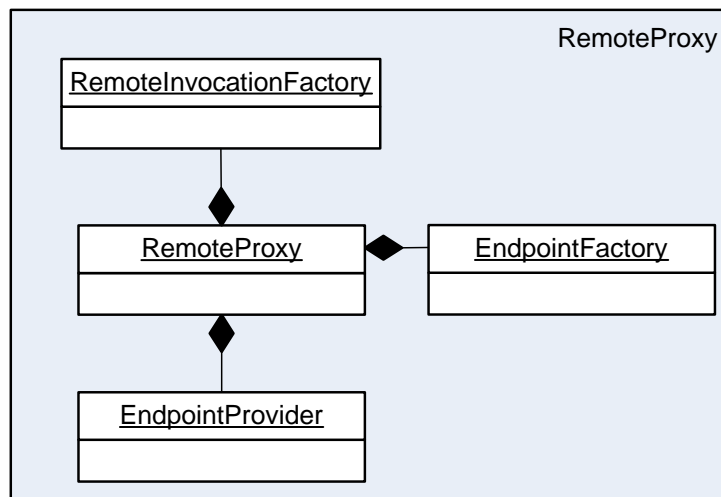 RemoteProxy
RemoteInvocationFactory
RemoteProxy
EndpointFactory
EndpointProvider